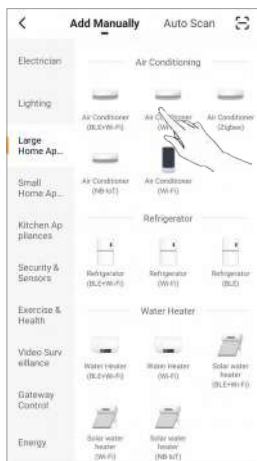 Add Manually Auto Scan
Electrician
Lighting
Large
Home Ap...
Small
Home Ap...
Kitchen Ap
pliances
Security &
Sensors
Exercise &
Health
Video Surv
eillance
Gateway
Control
Energy
Air Conditioning
Air Conditioner
(BLE+Wi-Fi)
Air Conditioner
(Zigbee)
Air Conditioner
(NB-IoT)
Air Conditioner
(Wi-Fi)
Refrigerator
Refrigerator
(BLE+Wi-Fi)
Refrigerator
(Wi-Fi)
Refrigerator
(BLE)
Water Heater
Water Heater
(BLE+Wi-Fi)
Water Heater
(Wi-Fi)
Solar water
heater
(BLE+Wi-Fi)
Solar water
heater
(Wi-Fi)
Solar water
heater
(NB-IoT)